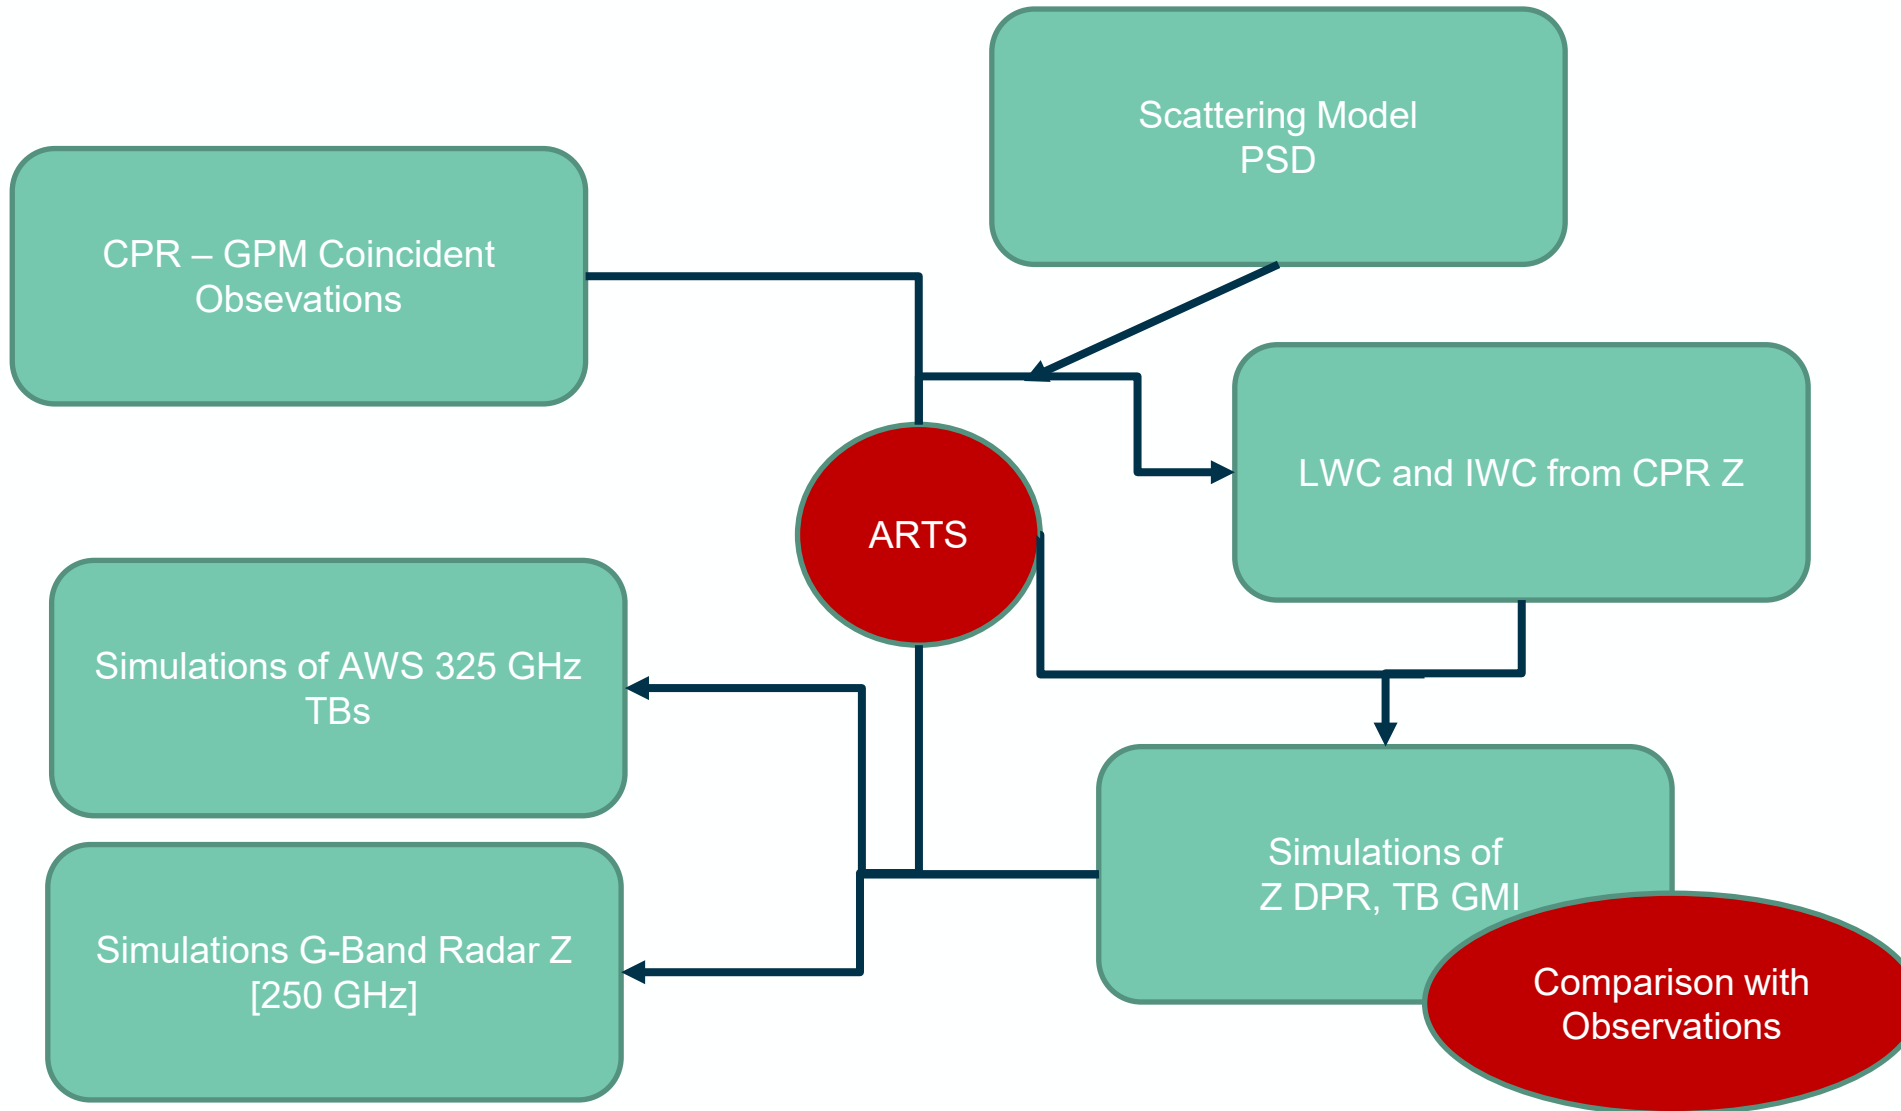 Scattering Model
PSD
CPR – GPM Coincident
Obsevations
LWC and IWC from CPR Z
ARTS
Simulations of AWS 325 GHz
TBs
Simulations of
Z DPR, TB GMI
Simulations G-Band Radar Z
[250 GHz]
Comparison with
Observations